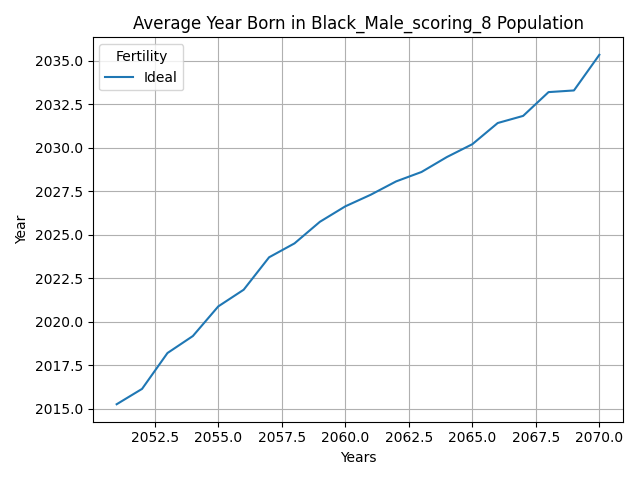 Average Year Born in Black_Male_scoring_8 Population
Fertility
Ideal
2035.0
2032.5
2030.0
2027.5
2025.0
2022.5
2020.0
2017.5
2015.0
Year
2052.5 2055.0 2057.5 2060.0 2062.5 2065.0 2067.5 2070.0
Years